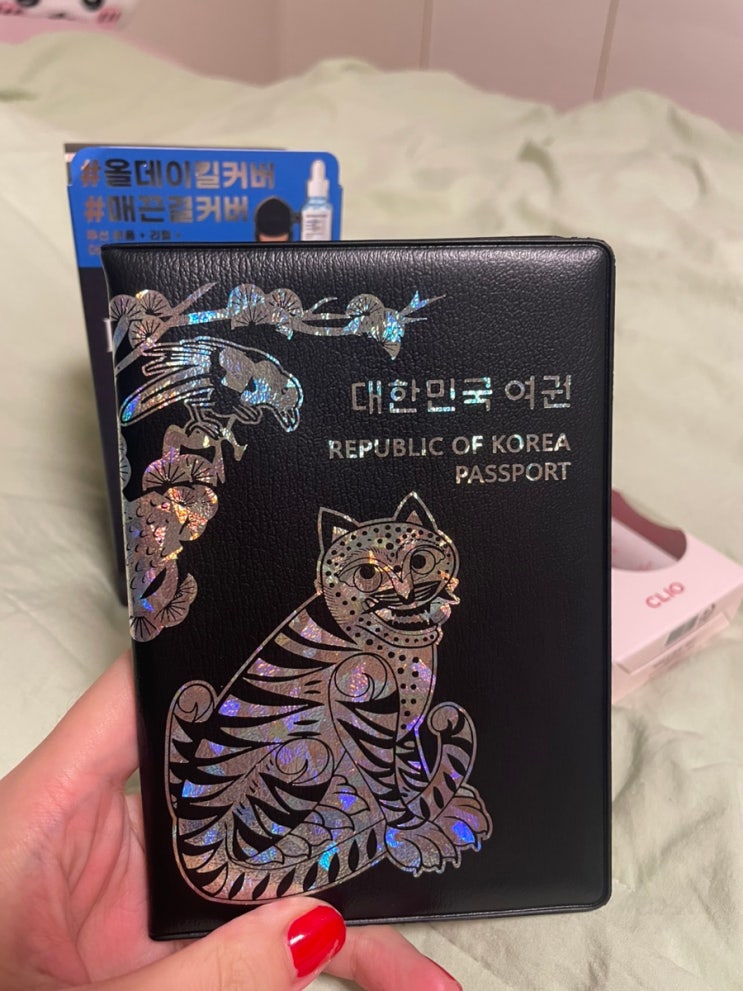 #올데이킬커버
#매끈결커버
대한민국 여권
REPUBLIC OF KOREA
PASSPORT
CLIO